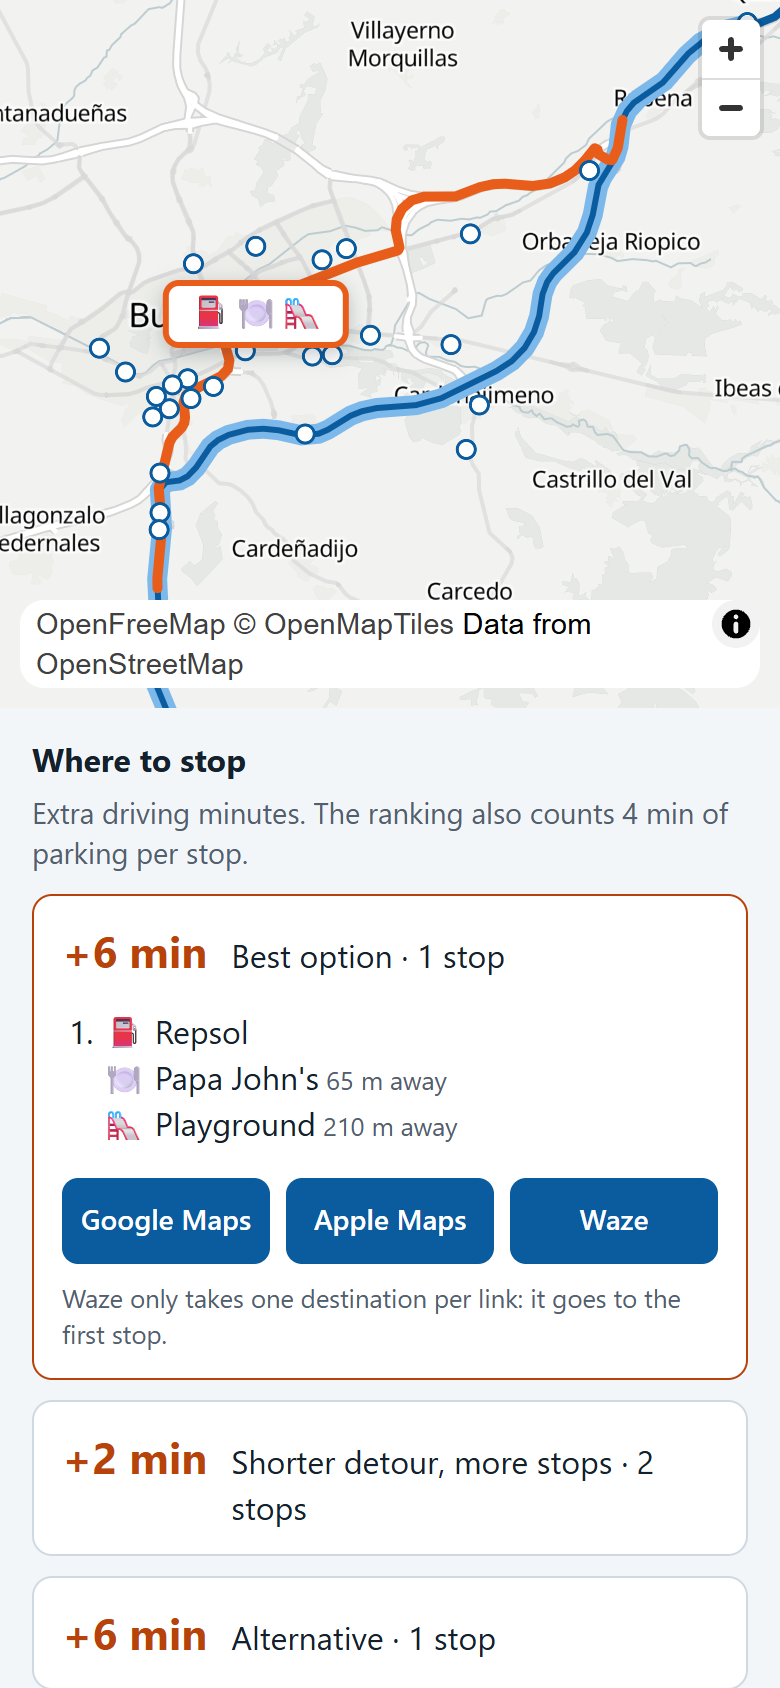 Villayerno
Morquillas
ntanadueñas
Orba eja Riopico
Bu
Ibeas
Castrillo del Val
llagonzalo
edernales
Cardeñadijo
Carcedo
OpenFreeMap © OpenMapTiles Data from
OpenStreetMap
Where to stop
Extra driving minutes. The ranking also counts 4 min of
parking per stop.
+6 min Best option · 1 stop
1. Repsol
Papa John's 65 m away
Playground 210 m away
Google Maps Apple Maps Waze
Waze only takes one destination per link: it goes to the
first stop.
+2 min Shorter detour, more stops · 2
stops
+6 min Alternative · 1 stop